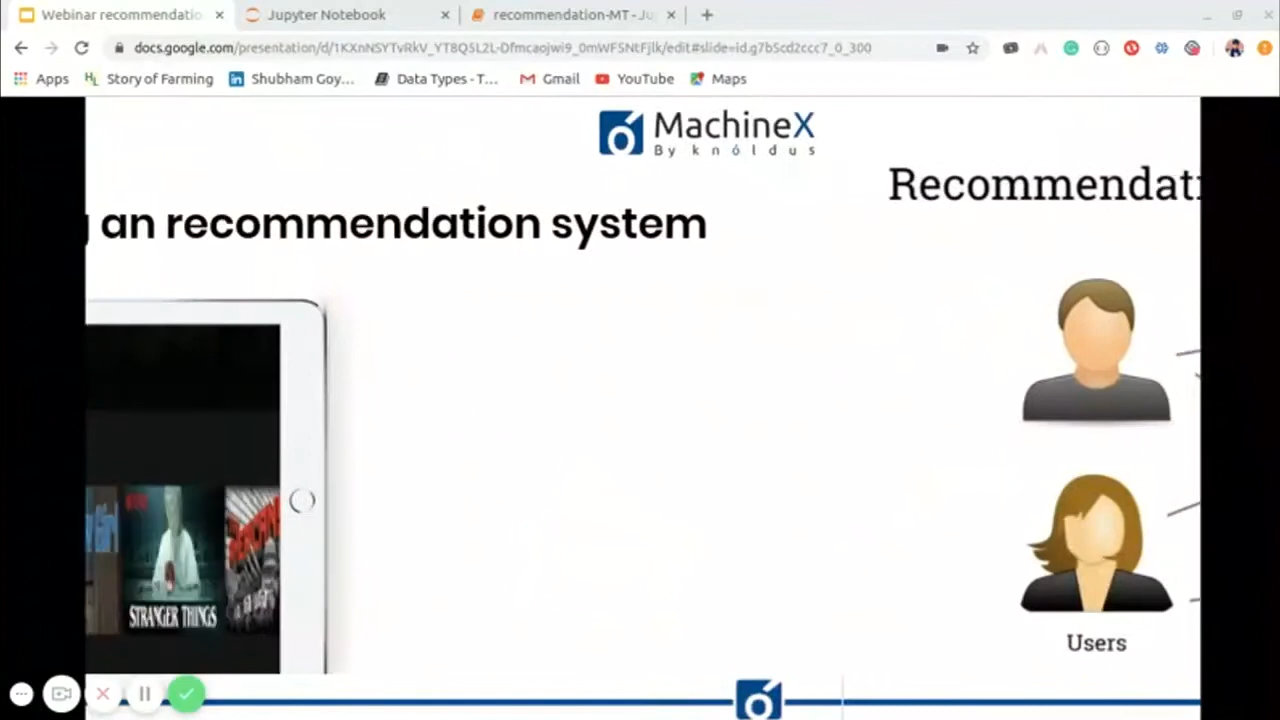 Webinar recommendatio
Jupyter Notebook
recommendation-MT - Ju
docs.google.com/presentation/d/1KXnNSYTvRkV_YT8Q5L2L-Dfmcaojwi9_0mWFSNtFjlk/edit#slide=id.g7b5cd2ccc7_0_300
Apps
Story of Farming
Shubham Goy...
Data Types - T...
Gmail
YouTube
Maps
MachineX
By knóldus
Recommendati
an recommendation system
STRANGER THINGS
Users